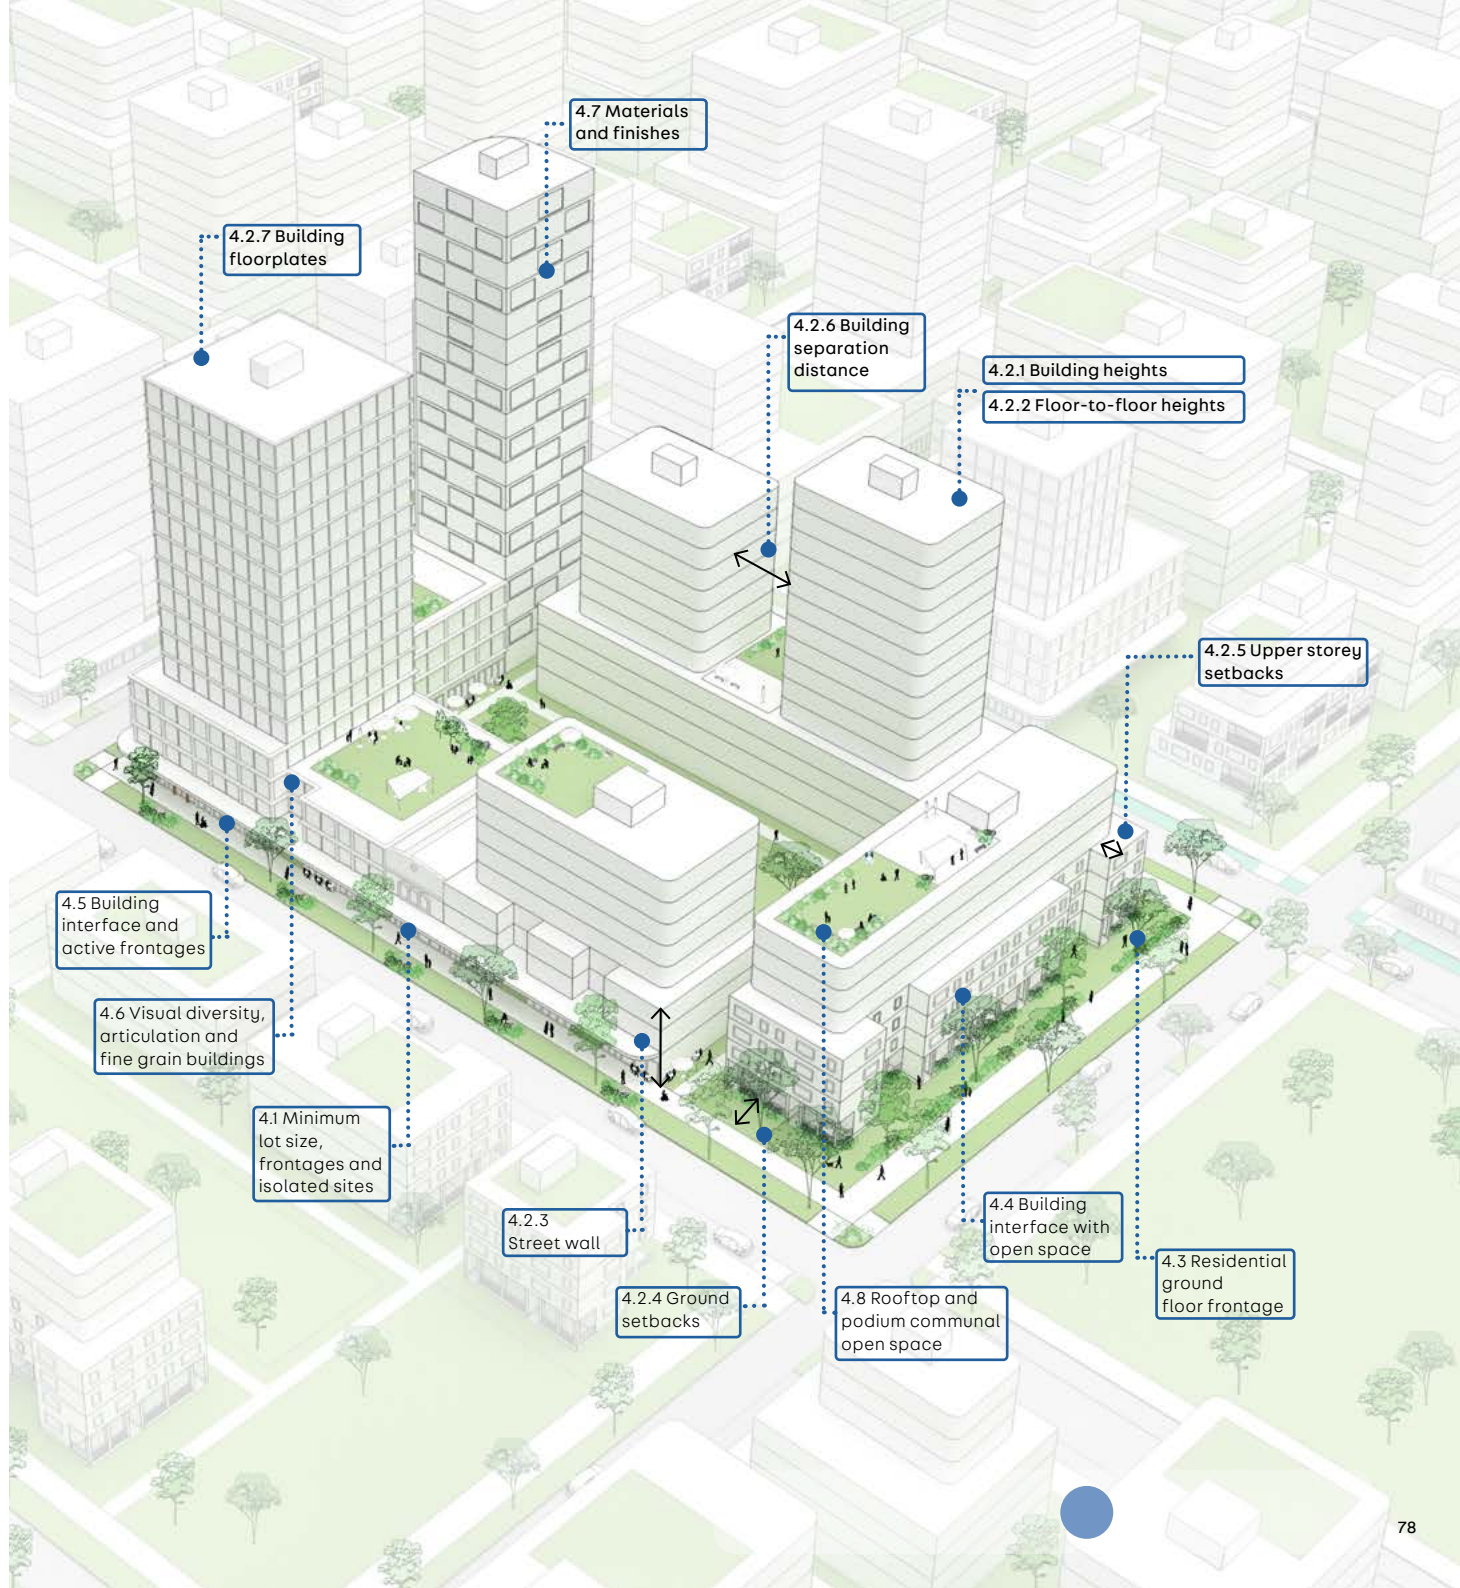 4.7 Materials
and finishes
4.2.7 Building
floorplates
4.2.6 Building
separation
distance
4.2.1 Building heights
4.2.2 Floor-to-floor heights
4.2.5 Upper storey
setbacks
4.5 Building
interface and
active frontages
4.6 Visual diversity,
articulation and
fine grain buildings
4.1 Minimum
lot size,
frontages and
isolated sites
4.2.3
Street wall
4.2.4 Ground
setbacks
4.8 Rooftop and
podium communal
open space
4.4 Building
interface with
open space
4.3 Residential
ground
floor frontage
78